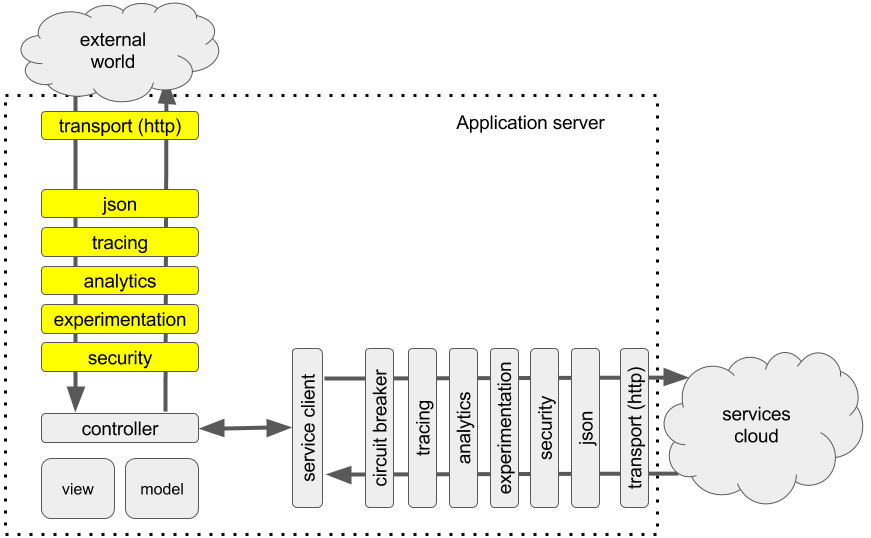 external
world
Application server
transport (http)
json
tracing
analytics
experimentation
security
controller
view
model
service client
circuit breaker
tracing
analytics
experimentation
security
json
transport (http)
services
cloud